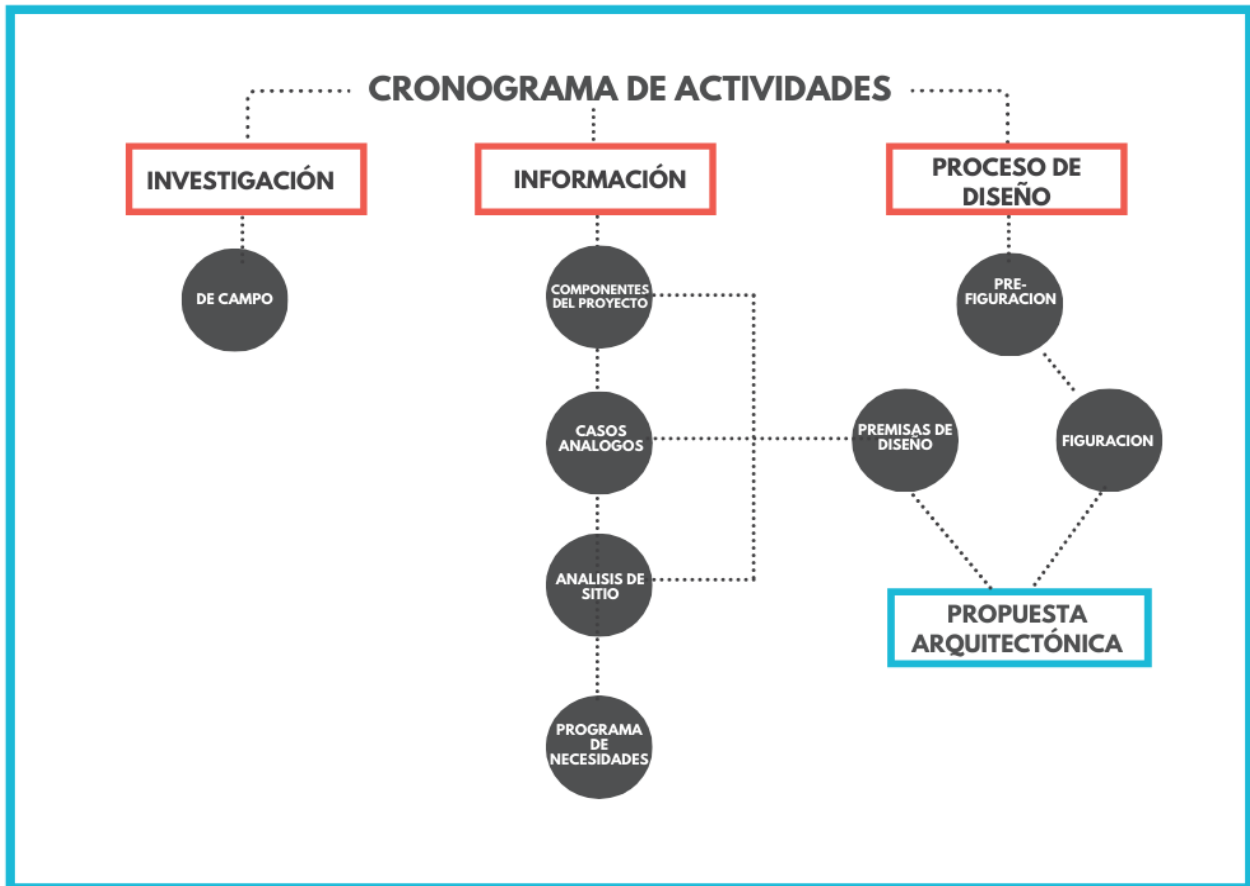 CRONOGRAMA DE ACTIVIDADES
INVESTIGACIÓN
INFORMACIÓN
PROCESO DE
DISEÑO
DE CAMPO
COMPONENTES
DEL PROYECTO
PRE-
FIGURACION
CASOS
ANALOGOS
PREMISAS DE
DISEÑO
FIGURACION
ANALISIS DE
SITIO
PROPUESTA
ARQUITECTÓNICA
PROGRAMA
DE
NECESIDADES